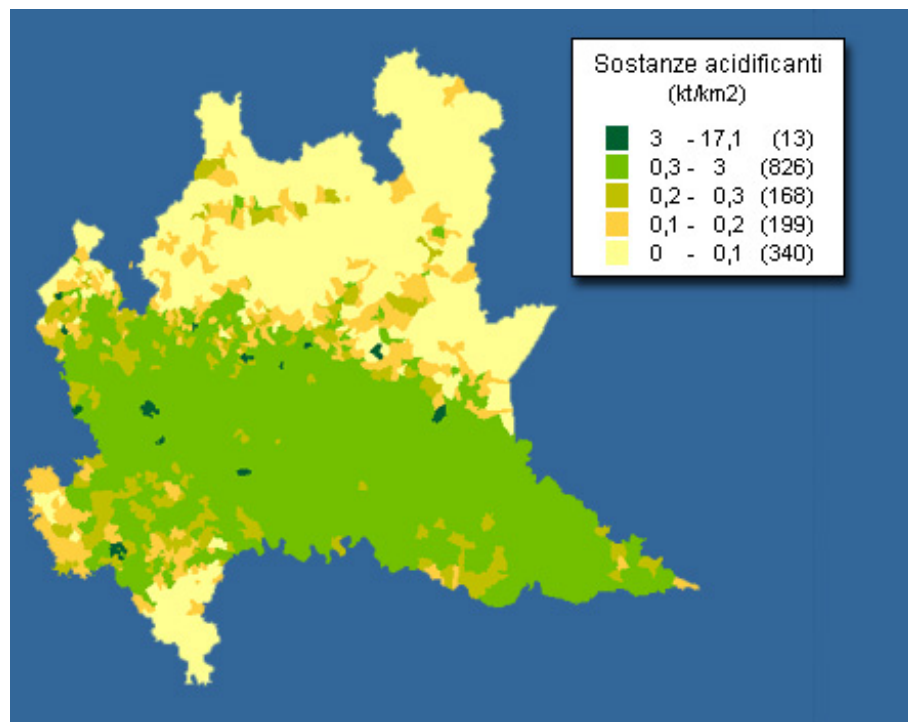 Sostanze acidificanti
(kt/km2)
3 - 17,1 (13)
0,3 - 3 (826)
0,2 - 0,3 (168)
0,1 - 0,2 (199)
0 - 0,1 (340)